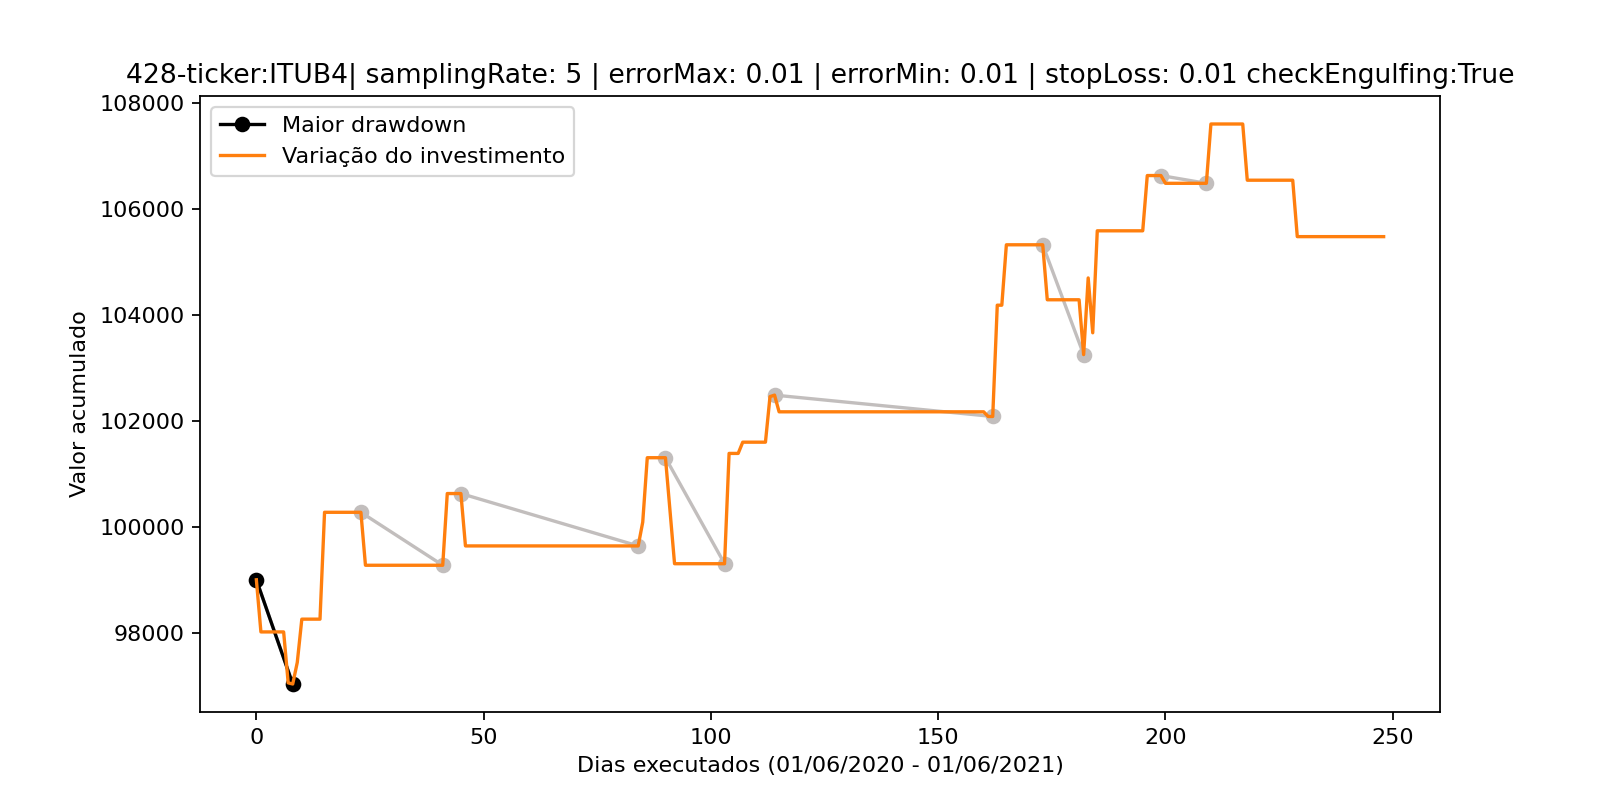 428-ticker:ITUB4| samplingRate: 5 | errorMax: 0.01 | errorMin: 0.01 | stopLoss: 0.01 checkEngulfing:True
Maior drawdown
Variação do investimento
108000
106000
104000
102000
100000
98000
Valor acumulado
0 50 100 150 200 250
Dias executados (01/06/2020 - 01/06/2021)